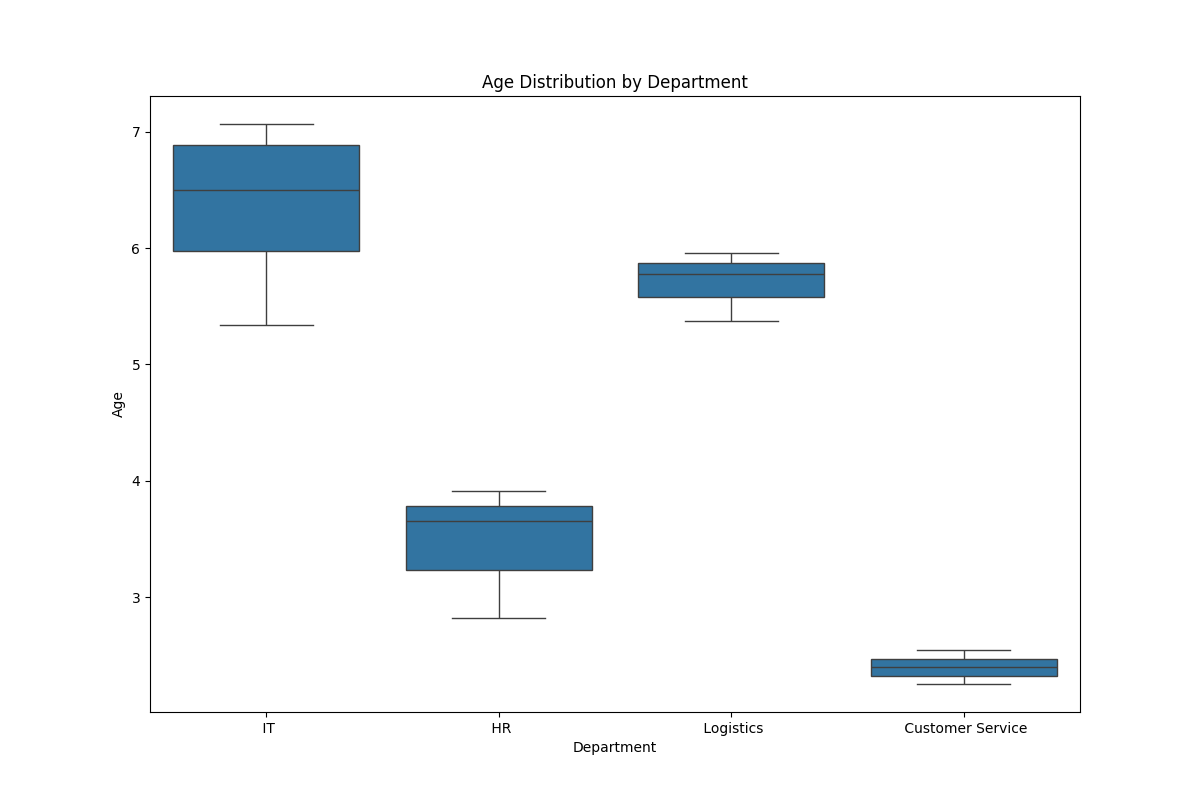 Age Distribution by Department
7
6
5
4
3
Age
IT
HR
Logistics
Customer Service
Department